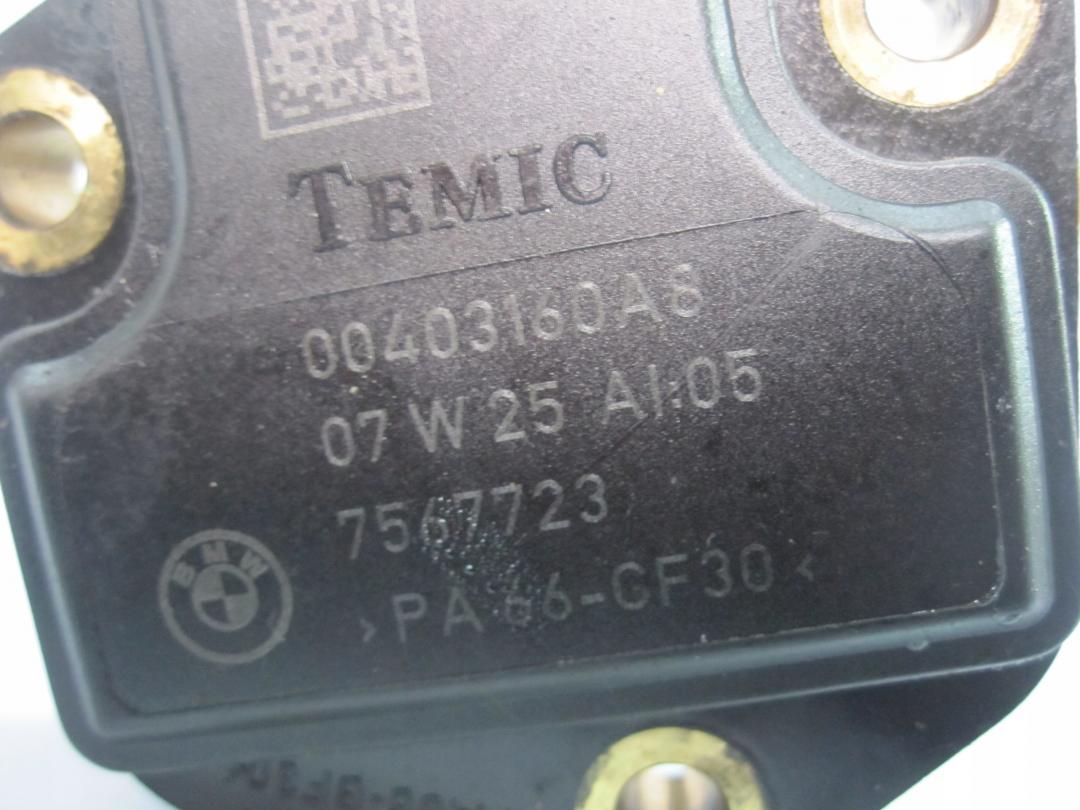 TEMIC
00403160A8
07 W 25 AI:05
7567723
BMW
>PA 66-GF30<